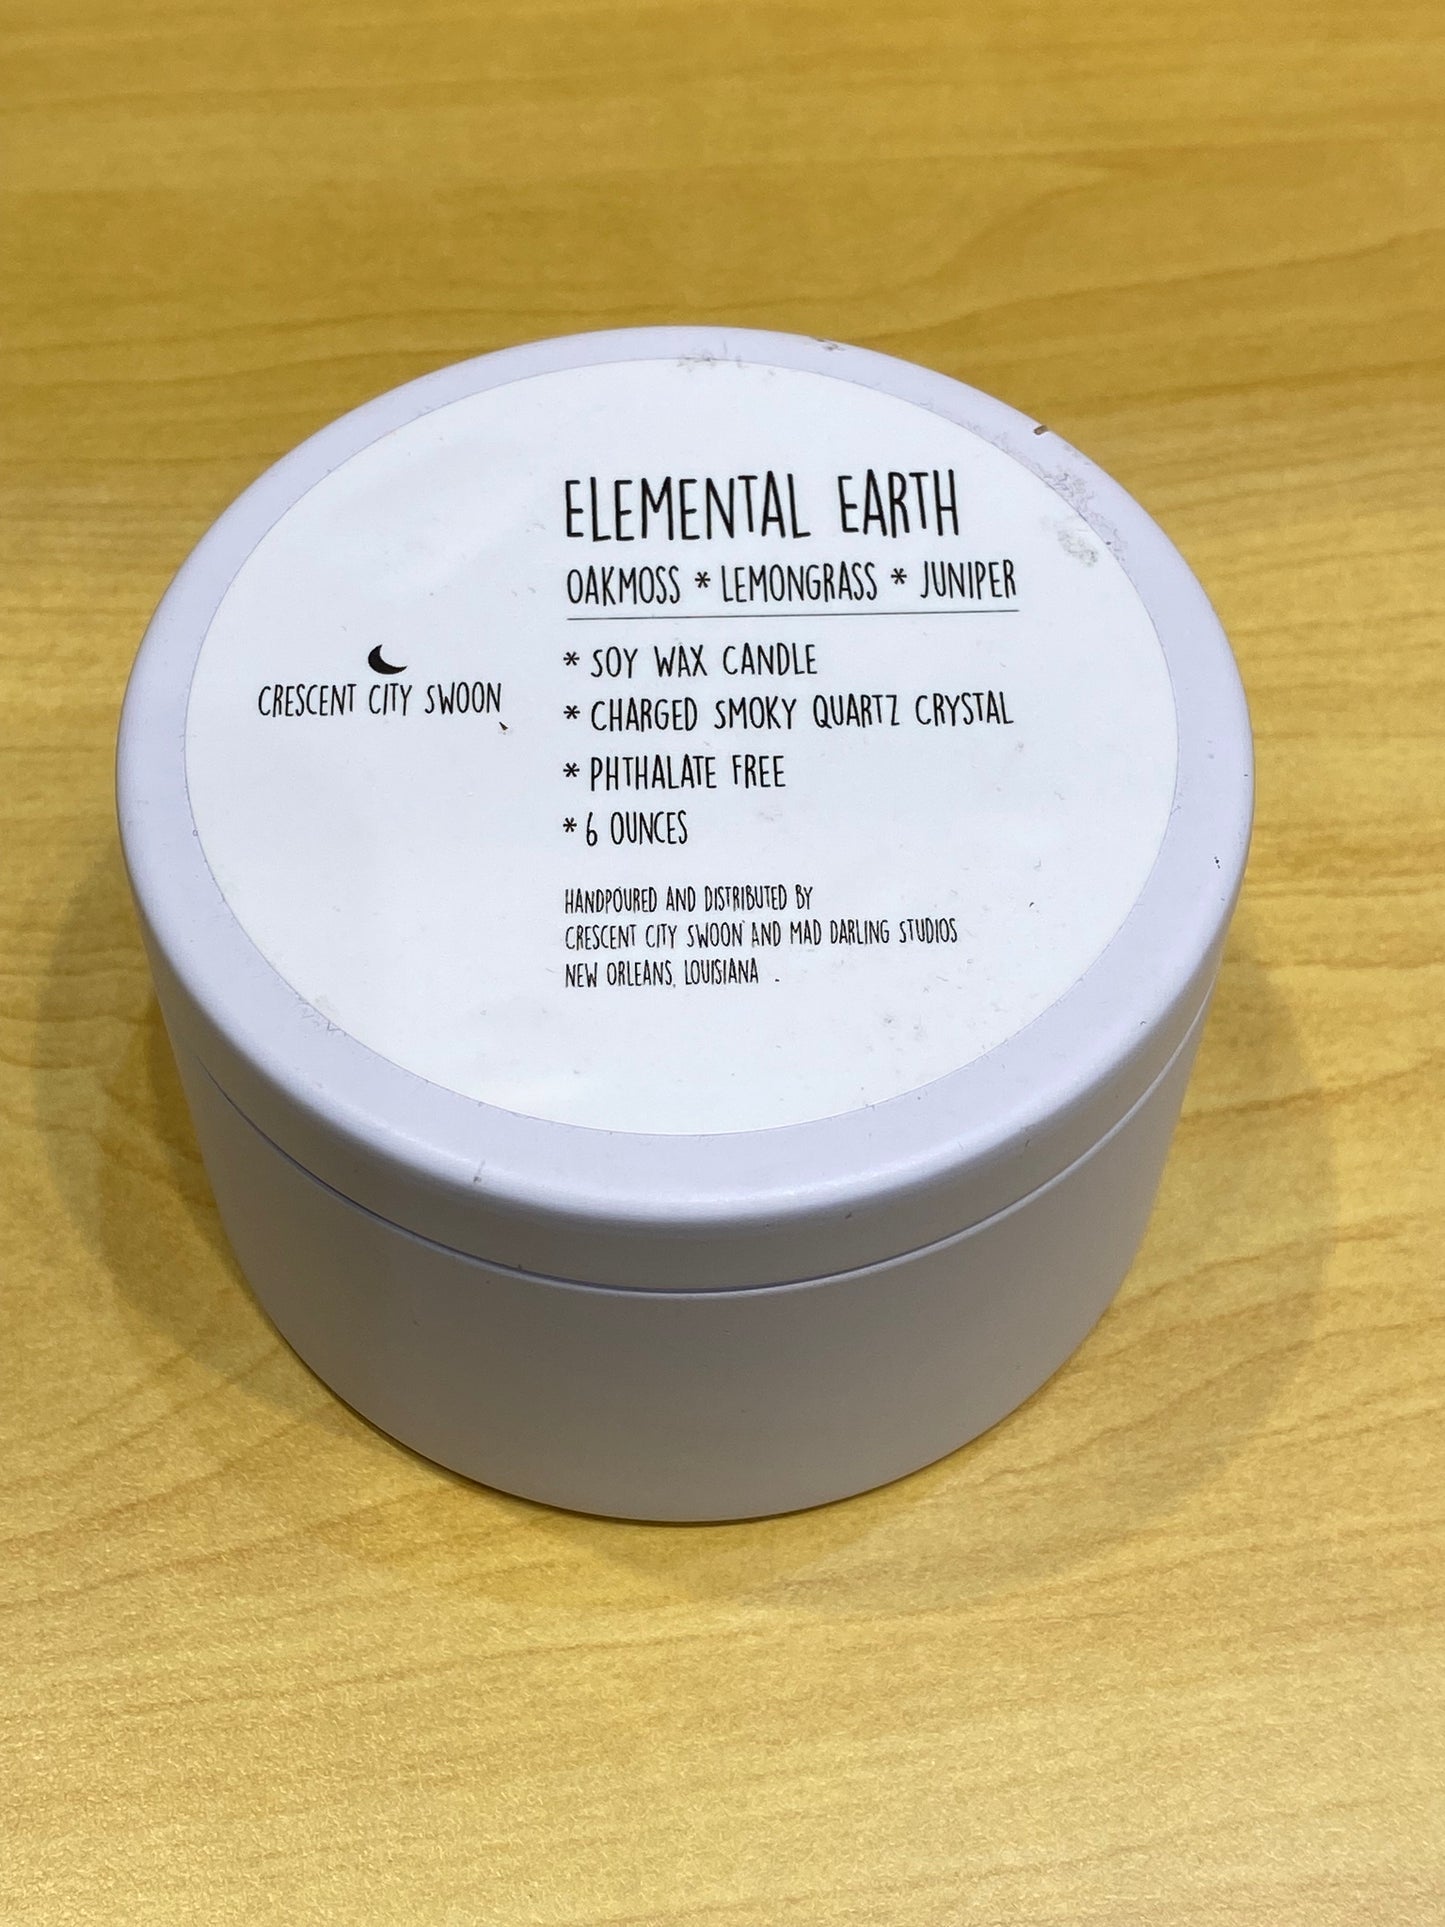 ELEMENTAL EARTH
OAKMOSS * LEMONGRASS * JUNIPER
CRESCENT CITY SWOON
* SOY WAX CANDLE
* CHARGED SMOKY QUARTZ CRYSTAL
* PHTHALATE FREE
* 6 OUNCES
HANDPOURED AND DISTRIBUTED BY
CRESCENT CITY SWOON AND MAD DARLING STUDIOS
NEW ORLEANS, LOUISIANA